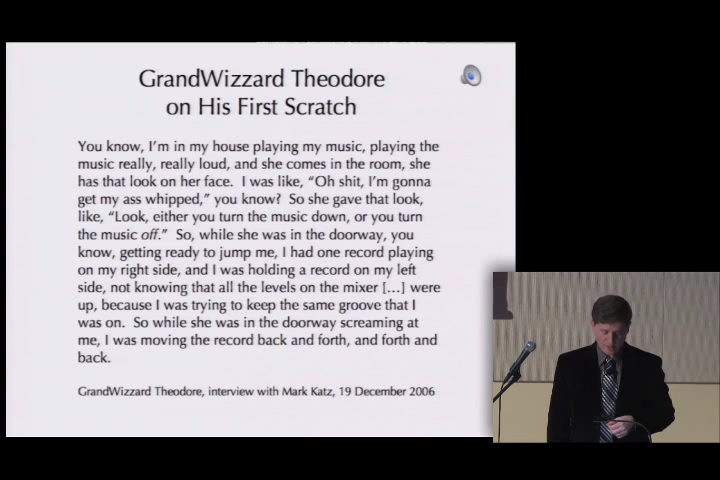 GrandWizzard Theodore
on His First Scratch
You know, I'm in my house playing my music, playing the
music really, really loud, and she comes in the room, she
has that look on her face. I was like, "Oh shit, I'm gonna
get my ass whipped," you know? So she gave that look,
like, "Look, either you turn the music down, or you turn
the music off." So, while she was in the doorway, you
know, getting ready to jump me, I had one record playing
on my right side, and I was holding a record on my left
side, not knowing that all the levels on the mixer [...] were
up, because I was trying to keep the same groove that I
was on. So while she was in the doorway screaming at
me, I was moving the record back and forth, and forth and
back.
GrandWizzard Theodore, interview with Mark Katz, 19 December 2006